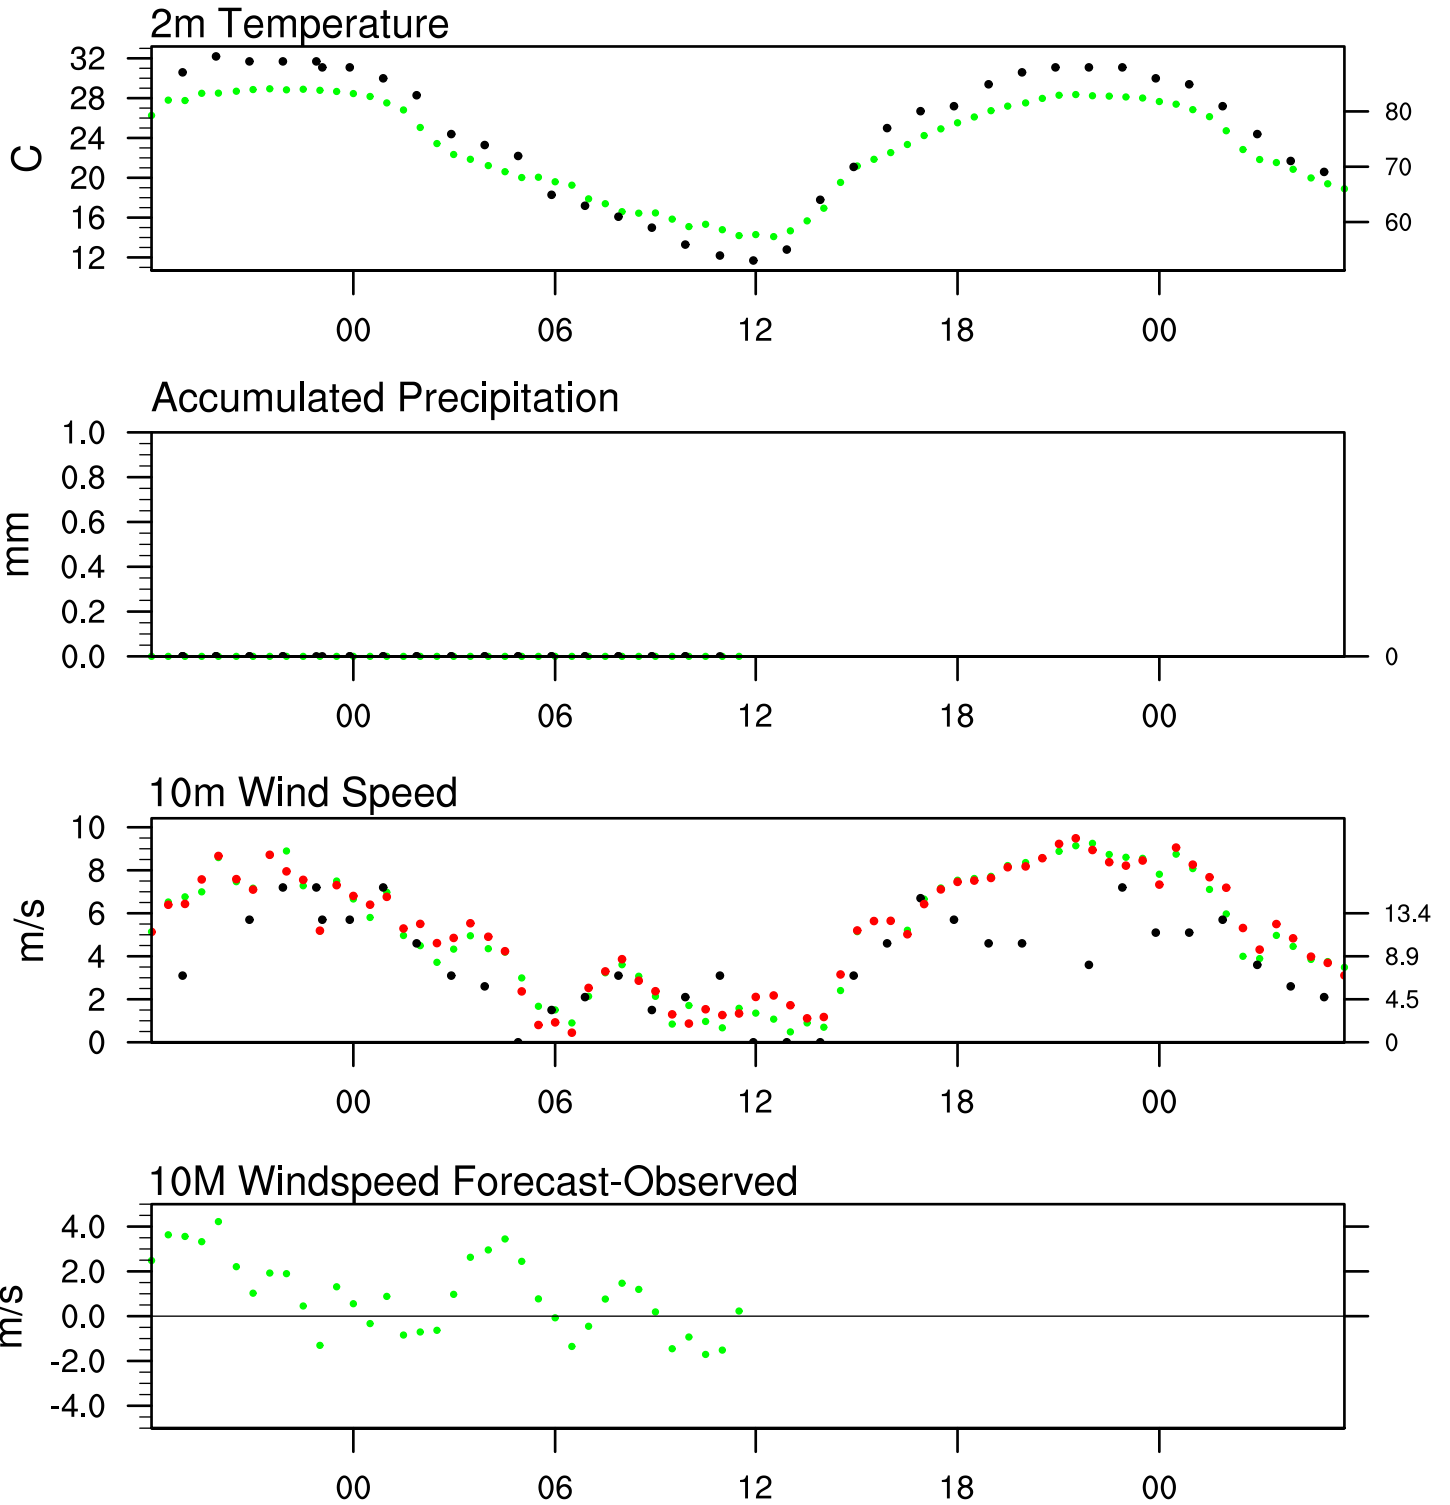 2m Temperature
32
28
24
20
16
12
C
80
70
60
00 06 12 18 00
Accumulated Precipitation
1.0
0.8
0.6
0.4
0.2
0.0
mm
0
00 06 12 18 00
10m Wind Speed
10
8
6
4
2
0
m/s
13.4
8.9
4.5
0
00 06 12 18 00
10M Windspeed Forecast-Observed
4.0
2.0
0.0
-2.0
-4.0
m/s
00 06 12 18 00